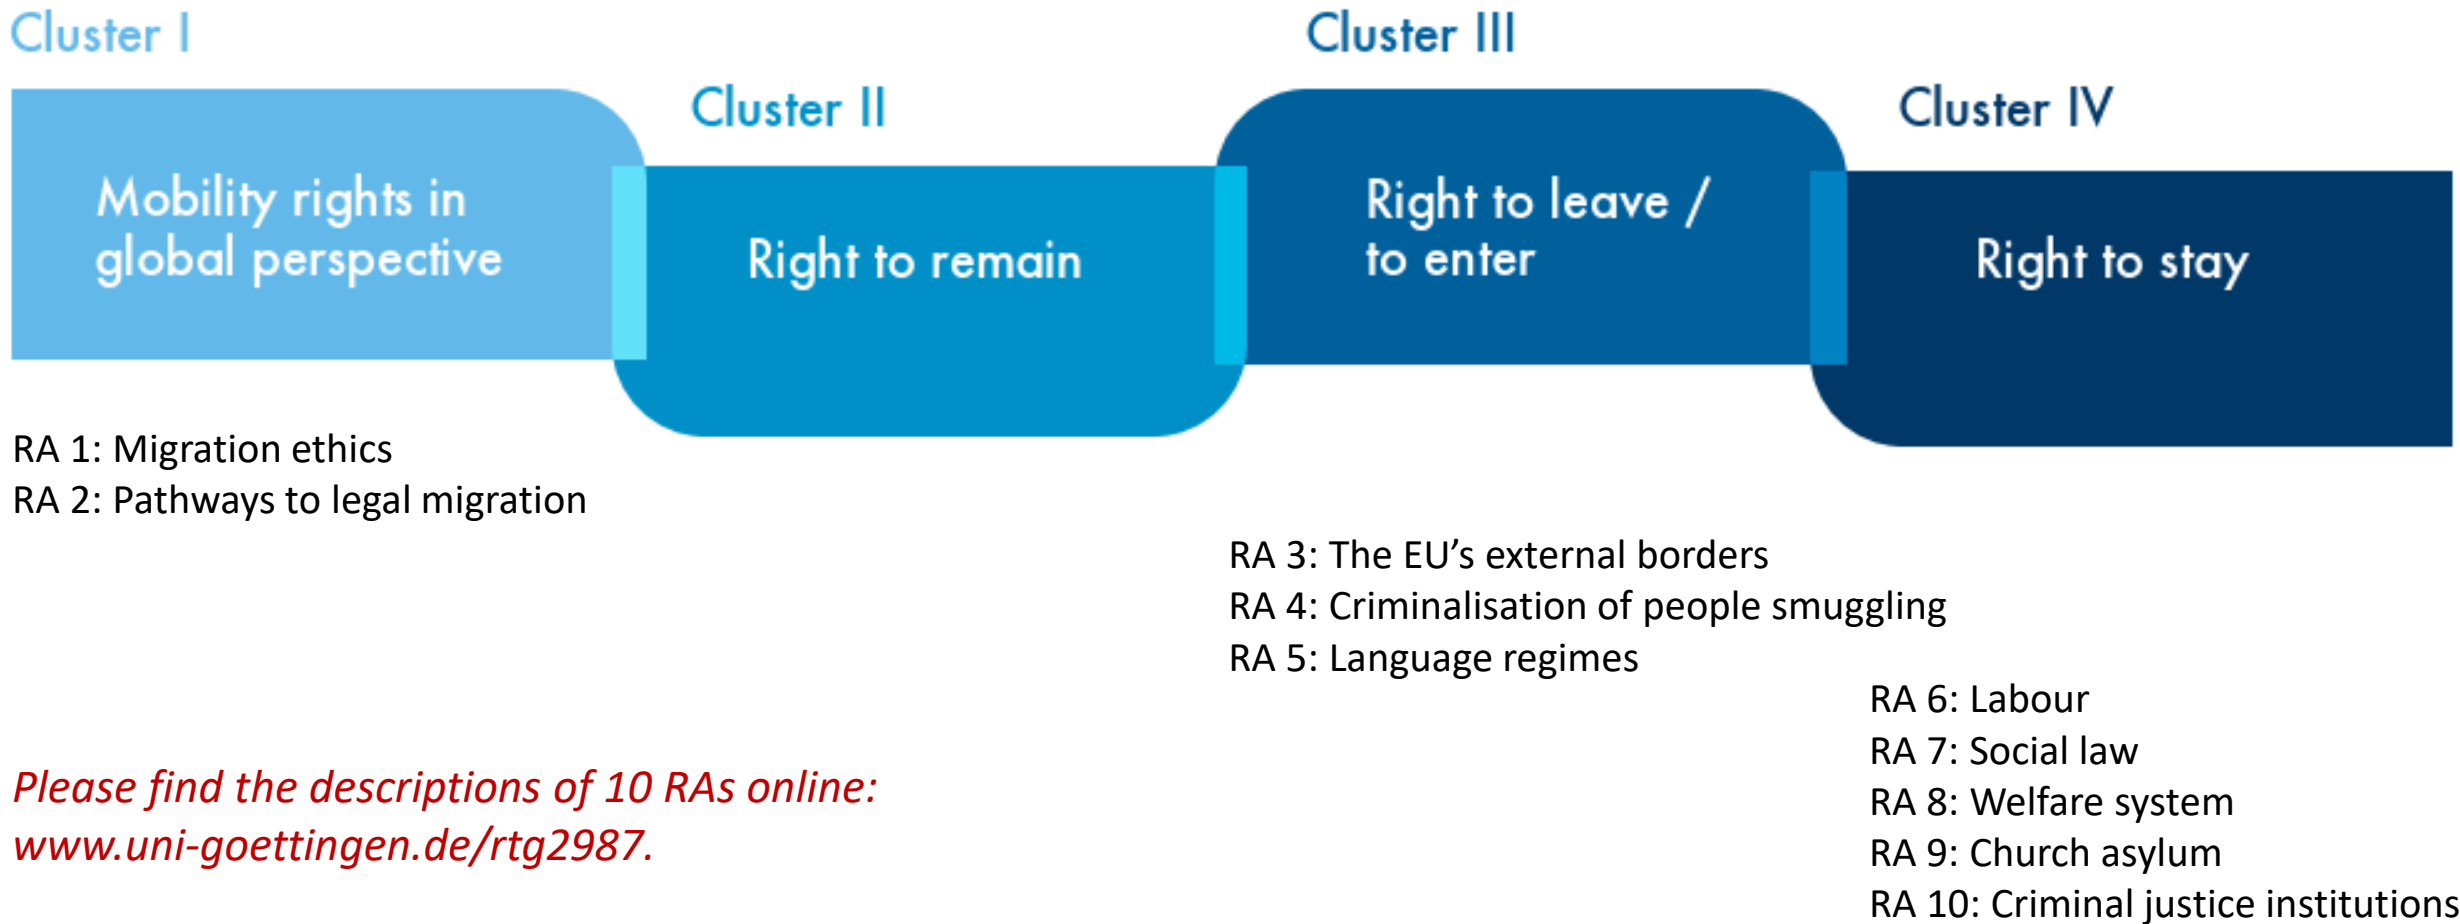 Cluster I
Mobility rights in
global perspective
Cluster II
Right to remain
Cluster III
Right to leave /
to enter
Cluster IV
Right to stay
RA 1: Migration ethics
RA 2: Pathways to legal migration
RA 3: The EU’s external borders
RA 4: Criminalisation of people smuggling
RA 5: Language regimes
RA 6: Labour
RA 7: Social law
RA 8: Welfare system
RA 9: Church asylum
RA 10: Criminal justice institutions
Please find the descriptions of 10 RAs online:
www.uni-goettingen.de/rtg2987.